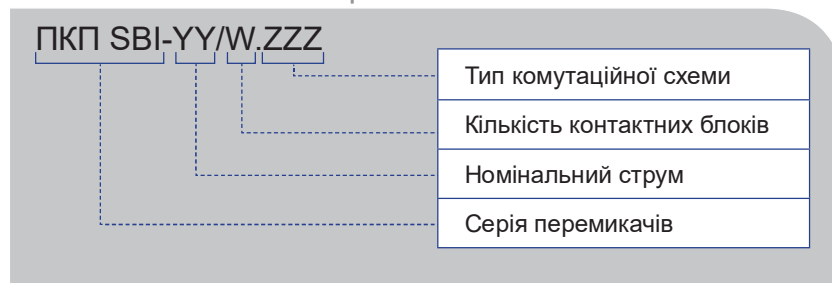 ПКП SBI-YY/W.ZZZ
Тип комутаційної схеми
Кількість контактних блоків
Номінальний струм
Серія перемикачів